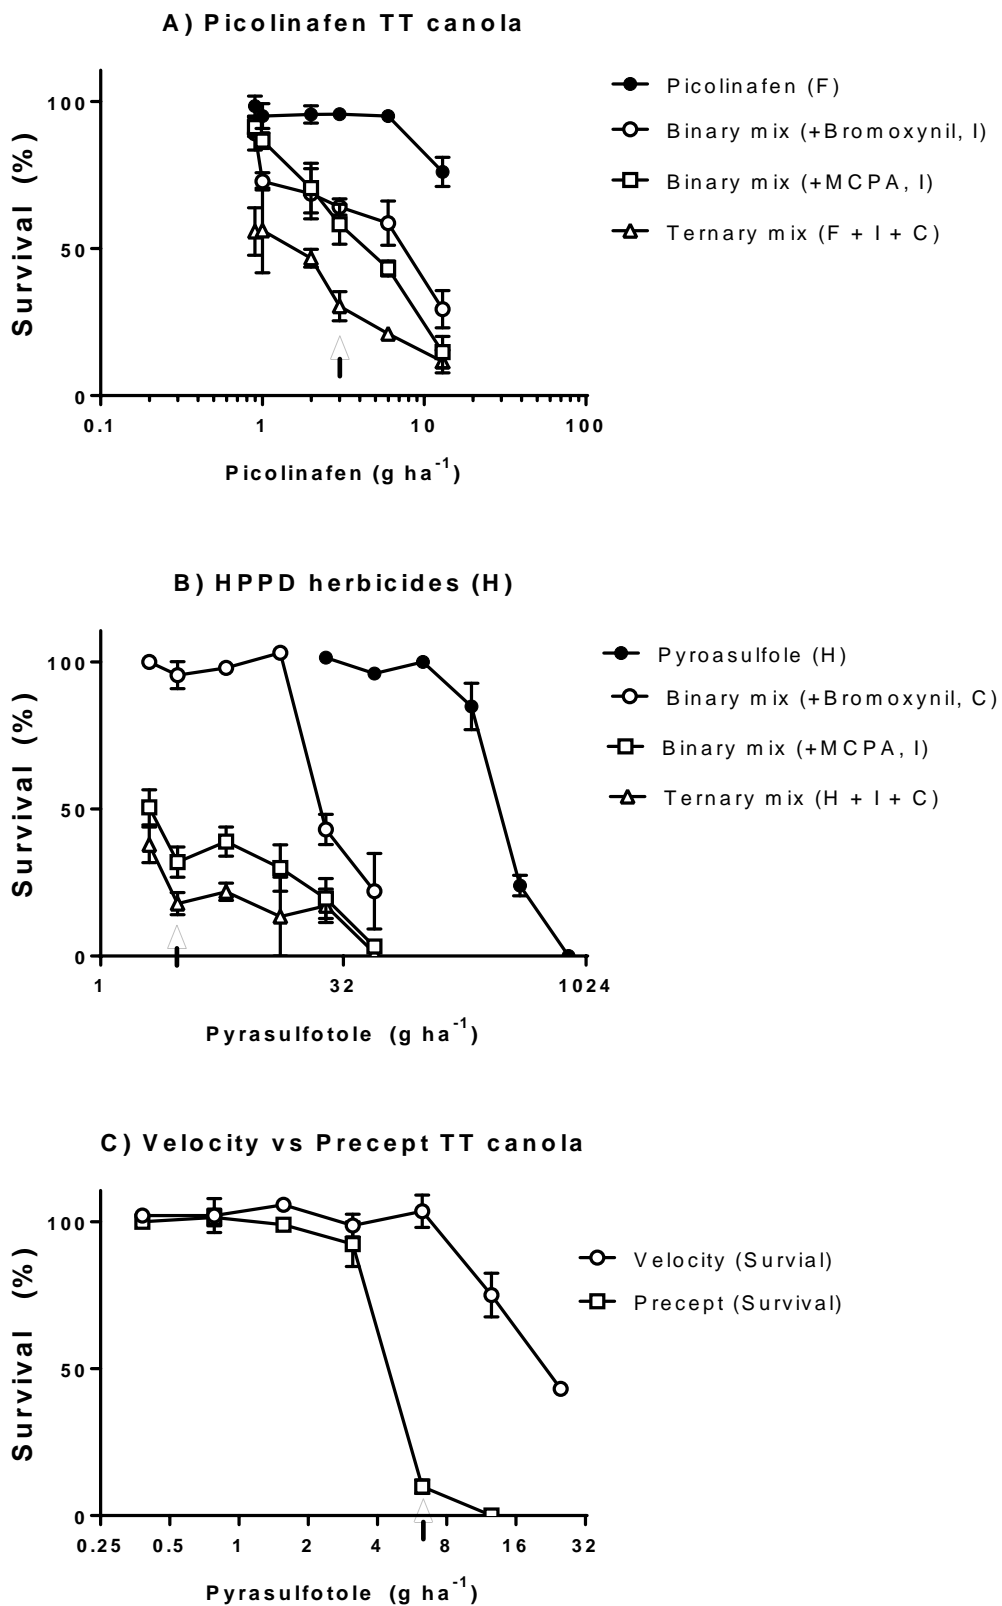 A) Picolinafen TT canola
Survival (%)
100
50
0
0.1 1 10 100
Picolinafen (g ha-1)
Picolinafen (F)
Binary mix (+Bromoxynil, I)
Binary mix (+MCPA, I)
Ternary mix (F + I + C)
B) HPPD herbicides (H)
Survival (%)
100
50
0
1 32 1024
Pyrasulfotole (g ha-1)
Pyroasulfole (H)
Binary mix (+Bromoxynil, C)
Binary mix (+MCPA, I)
Ternary mix (H + I + C)
C) Velocity vs Precept TT canola
Survival (%)
100
50
0
0.25 0.5 1 2 4 8 16 32
Pyrasulfotole (g ha-1)
Velocity (Survial)
Precept (Survival)